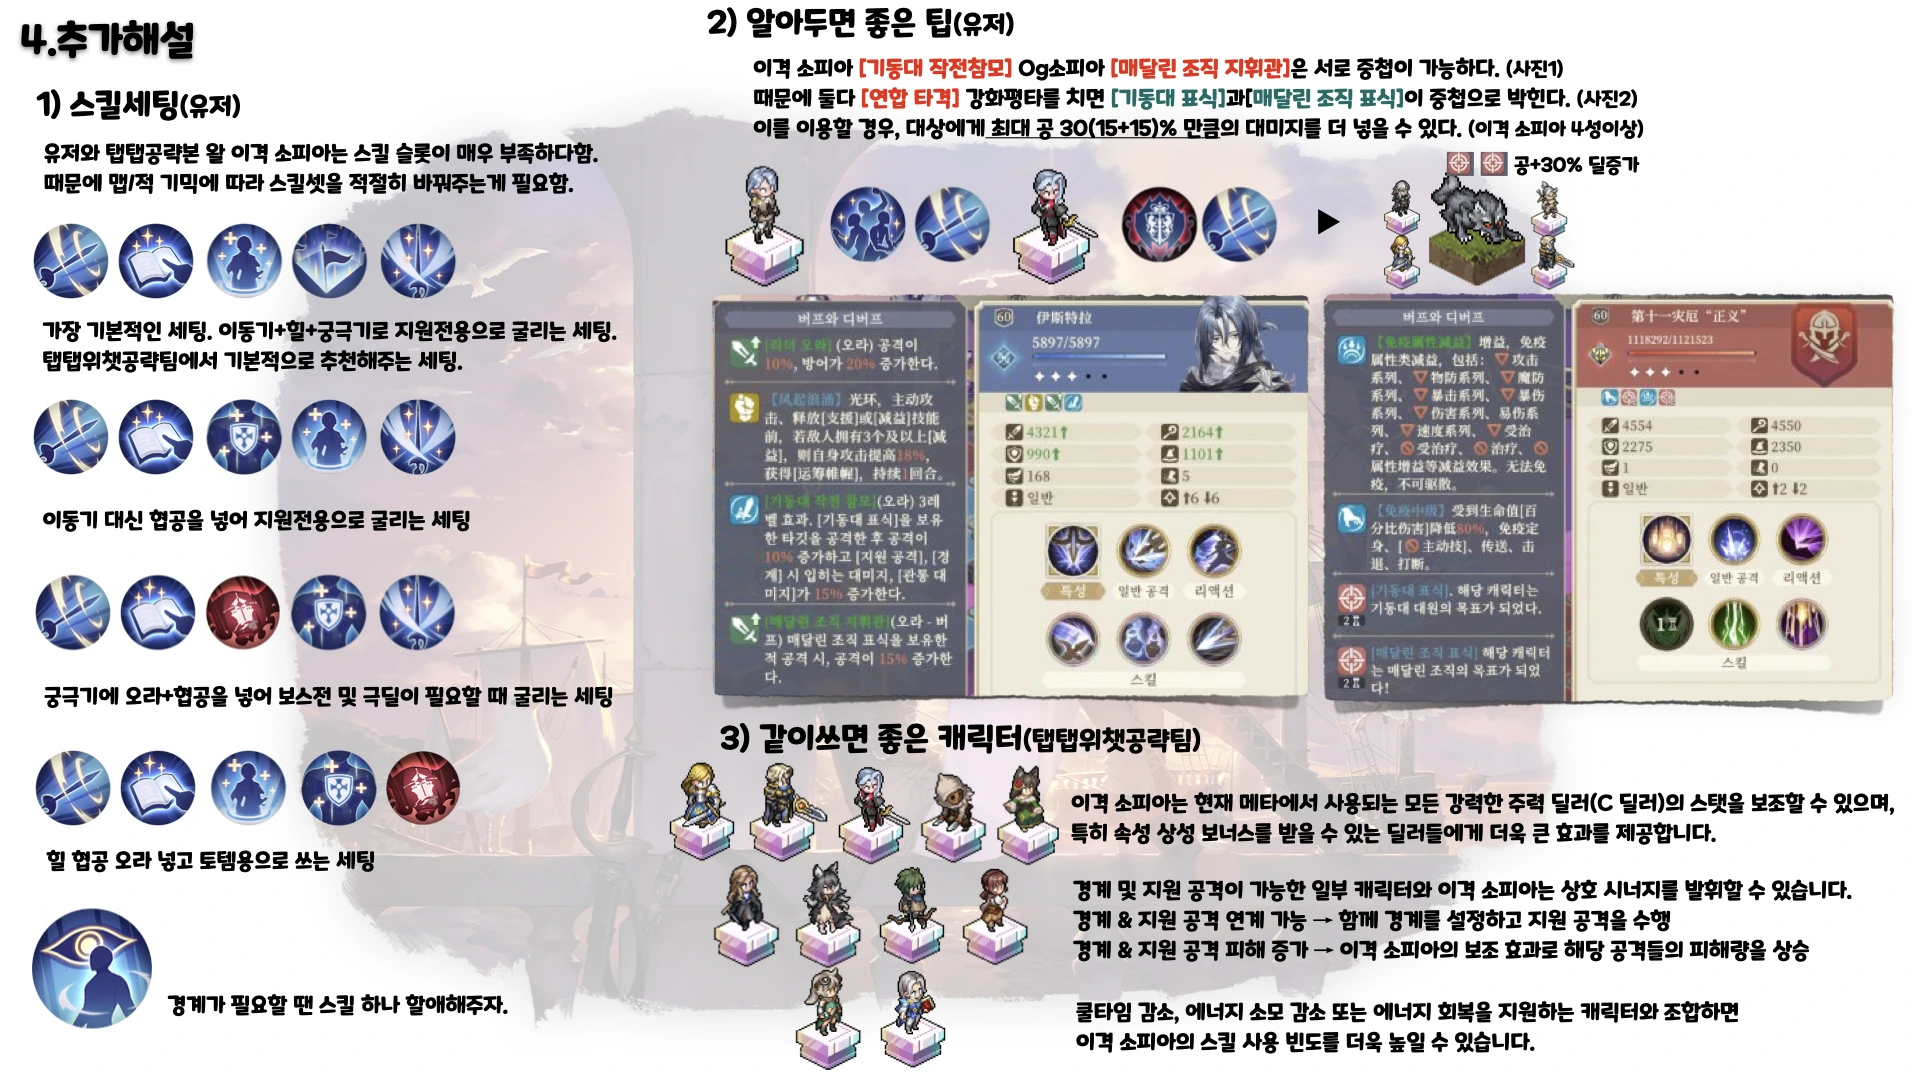 4.추가해설
1) 스킬세팅(유저)
유저와 탭탭공략본 왈 이격 소피아는 스킬 슬롯이 매우 부족하다함.
때문에 맵/적 기믹에 따라 스킬셋을 적절히 바꿔주는게 필요함.
가장 기본적인 세팅. 이동기+힐+궁극기로 지원전용으로 굴리는 세팅.
탭탭위챗공략팀에서 기본적으로 추천해주는 세팅.
이동기 대신 협공을 넣어 지원전용으로 굴리는 세팅
궁극기에 오라+협공을 넣어 보스전 및 극딜이 필요할 때 굴리는 세팅
힐 협공 오라 넣고 토템용으로 쓰는 세팅
경계가 필요할 땐 스킬 하나 할애해주자.
2) 알아두면 좋은 팁(유저)
이격 소피아 [기동대 작전참모] Og소피아 [매달린 조직 지휘관]은 서로 중첩이 가능하다. (사진1)
때문에 둘다 [연합 타격] 강화평타를 치면 [기동대 표식]과[매달린 조직 표식]이 중첩으로 박힌다. (사진2)
이를 이용할 경우, 대상에게 최대 공 30(15+15)% 만큼의 대미지를 더 넣을 수 있다. (이격 소피아 4성이상)
공+30% 딜증가
버프와 디버프
[리더 오라] (오라) 공격이
10%, 방어가 20% 증가한다.
【风起浪涌】光环，主动攻
击、释放[支援]或[减益]技能
前，若敌人拥有3个及以上[减
益]，则自身攻击提高18%，
获得[运筹帷幄]，持续1回合。
[기동대 작전 참모](오라) 3레
벨 효과. [기동대 표식]을 보유
한 타깃을 공격한 후 공격이
10% 증가하고 [지원 공격], [경
계] 시 입히는 대미지, [관통 대
미지]가 15% 증가한다.
[매달린 조직 지휘관](오라 - 버
프) 매달린 조직 표식을 보유한
적 공격 시, 공격이 15% 증가한
다.
60
伊斯特拉
5897/5897
4321
2164
990
1101
168
5
일반
6 6
특성
일반 공격
리액션
스킬
버프와 디버프
【免疫属性减益】增益，免疫
属性类减益，包括：攻击
系列、物防系列、魔防
系列、暴击系列、暴伤
系列、伤害系列、易伤系
列、速度系列、受治
疗、受治疗、治疗、
属性增益等减益效果。无法免
疫，不可驱散。
【免疫中级】受到生命值[百
分比伤害]降低80%，免疫定
身、[主动技]、传送、击
退、打断。
[기동대 표식]. 해당 캐릭터는
기동대 대원의 목표가 되었다.
2
[매달린 조직 표식] 해당 캐릭터
는 매달린 조직의 목표가 되었
다!
2
60
第十一灾厄“正义”
1118292/1121523
4554
4550
2275
2350
1
0
일반
2 2
특성
일반 공격
리액션
1
스킬
3) 같이쓰면 좋은 캐릭터(탭탭위챗공략팀)
이격 소피아는 현재 메타에서 사용되는 모든 강력한 주력 딜러(C 딜러)의 스탯을 보조할 수 있으며,
특히 속성 상성 보너스를 받을 수 있는 딜러들에게 더욱 큰 효과를 제공합니다.
경계 및 지원 공격이 가능한 일부 캐릭터와 이격 소피아는 상호 시너지를 발휘할 수 있습니다.
경계 & 지원 공격 연계 가능 → 함께 경계를 설정하고 지원 공격을 수행
경계 & 지원 공격 피해 증가 → 이격 소피아의 보조 효과로 해당 공격들의 피해량을 상승
쿨타임 감소, 에너지 소모 감소 또는 에너지 회복을 지원하는 캐릭터와 조합하면
이격 소피아의 스킬 사용 빈도를 더욱 높일 수 있습니다.